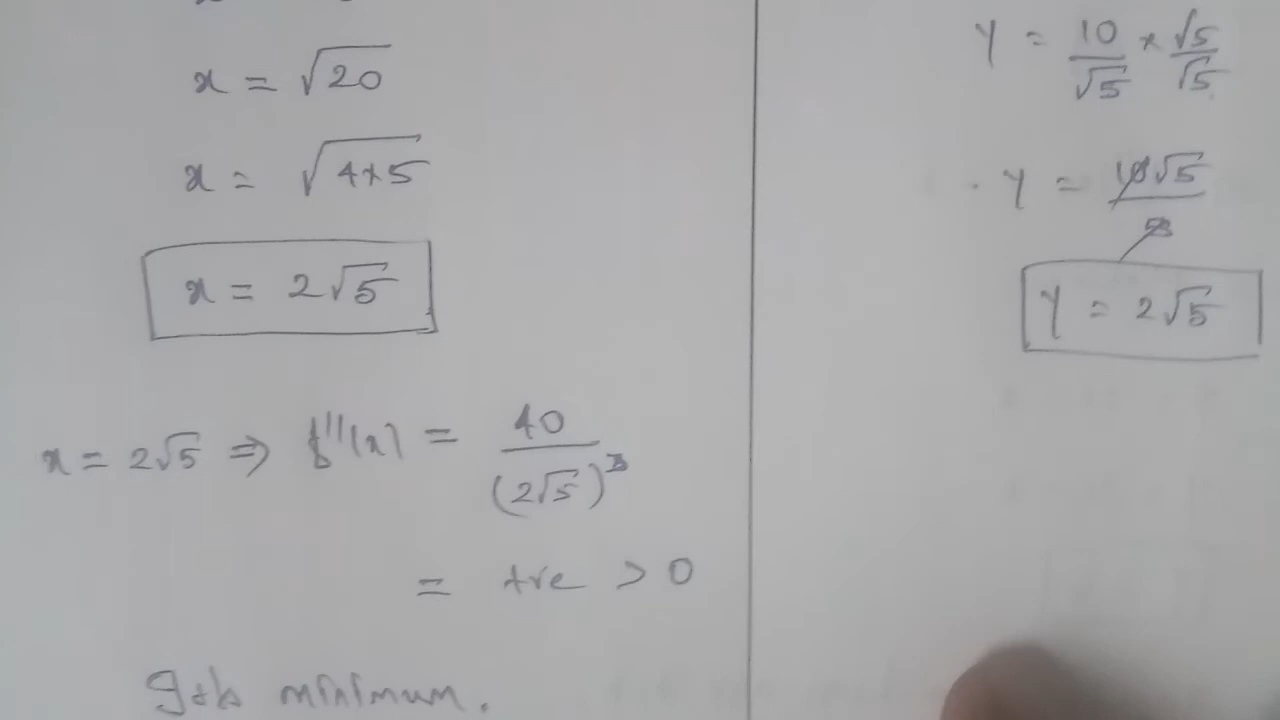 x = √20
x = √4×5
x = 2√5
x = 2√5 ⇒ f''(x) = 40/(2√5)³
= +ve > 0
minimum.
y = 10/√5 × √5/√5
y = 10√5/5
y = 2√5